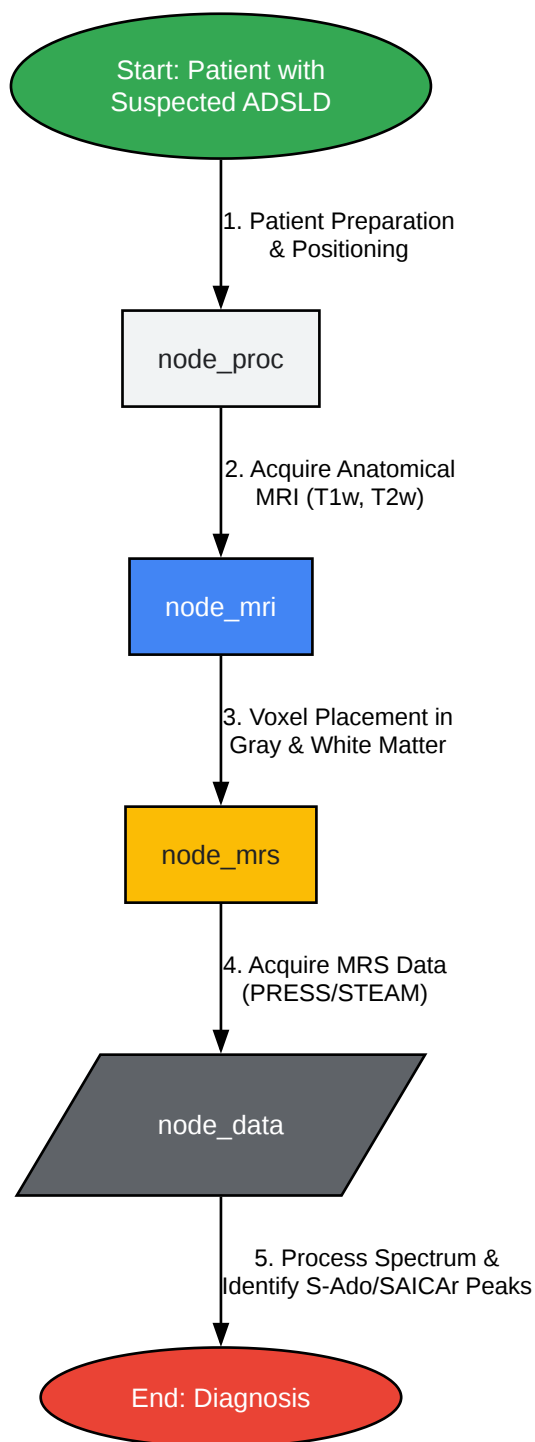 Start: Patient with
Suspected ADSLD
1. Patient Preparation
& Positioning
node_proc
2. Acquire Anatomical
MRI (T1w, T2w)
node_mri
3. Voxel Placement in
Gray & White Matter
node_mrs
4. Acquire MRS Data
(PRESS/STEAM)
node_data
5. Process Spectrum &
Identify S-Ado/SAICAr Peaks
End: Diagnosis